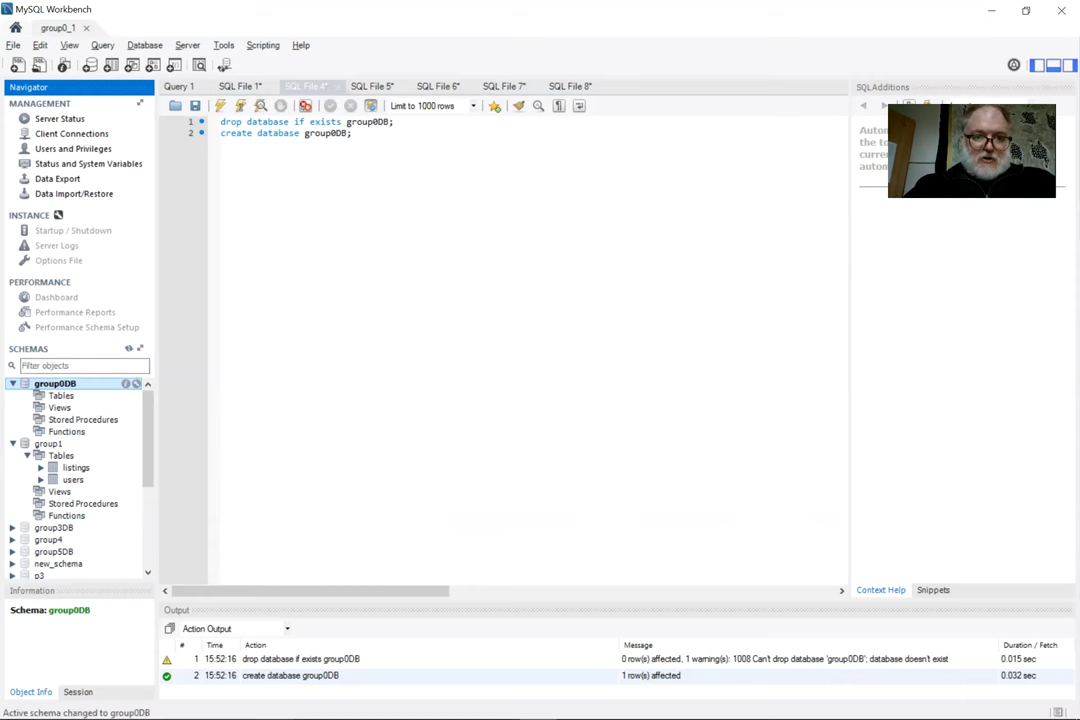 MySQL Workbench
group0_1
File Edit View Query Database Server Tools Scripting Help
Navigator
MANAGEMENT
Server Status
Client Connections
Users and Privileges
Status and System Variables
Data Export
Data Import/Restore
INSTANCE
Startup / Shutdown
Server Logs
Options File
PERFORMANCE
Dashboard
Performance Reports
Performance Schema Setup
SCHEMAS
Filter objects
group0DB
Tables
Views
Stored Procedures
Functions
group1
Tables
listings
users
Views
Stored Procedures
Functions
group3DB
group4
group5DB
new_schema
p3
Information
Schema: group0DB
Object Info Session
Active schema changed to group0DB
Query 1 SQL File 1* SQL File 4* SQL File 5* SQL File 6* SQL File 7* SQL File 8*
Limit to 1000 rows
1 drop database if exists group0DB;
2 create database group0DB;
SQLAdditions
the to
current
autom
Context Help Snippets
Output
Action Output
# Time Action Message Duration / Fetch
1 15:52:16 drop database if exists group0DB 0 row(s) affected, 1 warning(s): 1008 Can't drop database 'group0DB'; database doesn't exist 0.015 sec
2 15:52:16 create database group0DB 1 row(s) affected 0.032 sec